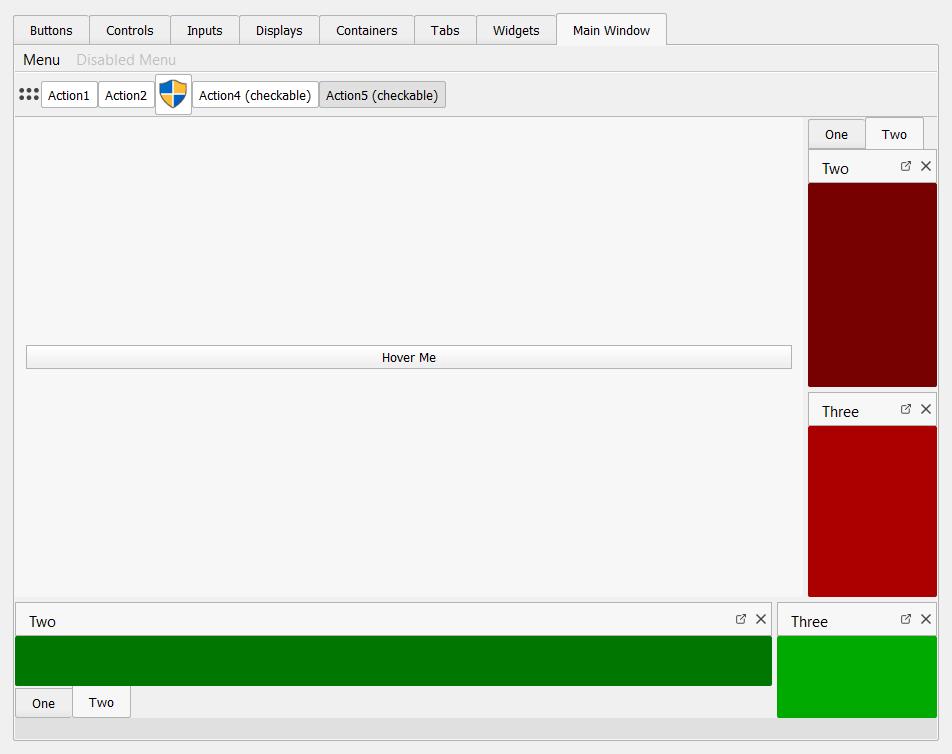 Buttons Controls Inputs Displays Containers Tabs Widgets Main Window
Menu Disabled Menu
Action1 Action2 Action4 (checkable) Action5 (checkable)
One Two
Two
Hover Me
Three
Two
Three
One Two